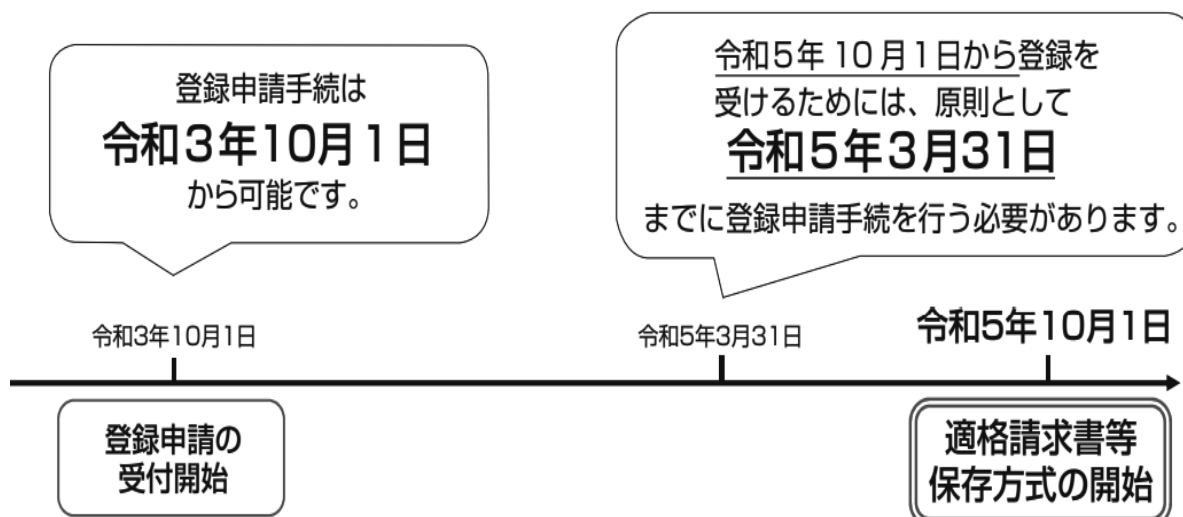 登録申請手続は
令和3年10月1日
から可能です。
令和5年10月1日から登録を
受けるためには、原則として
令和5年3月31日
までに登録申請手続を行う必要があります。
令和3年10月1日
令和5年3月31日
令和5年10月1日
登録申請の
受付開始
適格請求書等
保存方式の開始